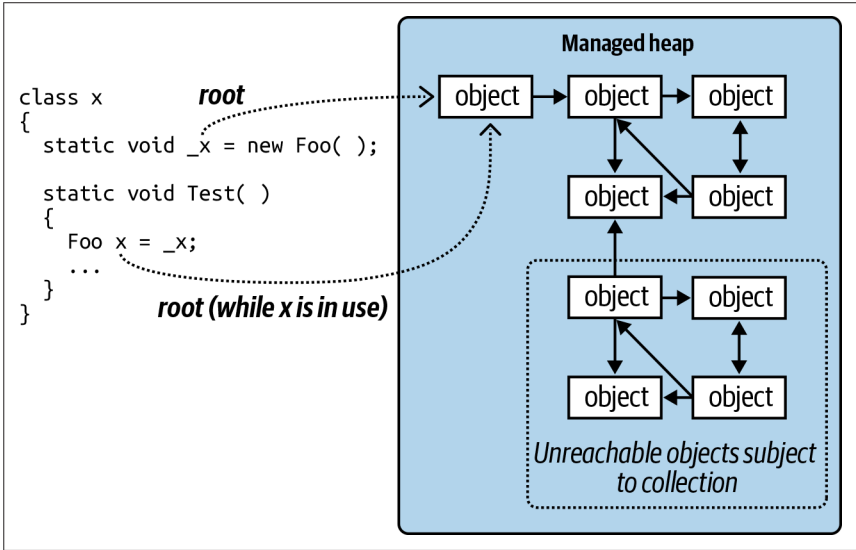 class x
{
  static void _x = new Foo( );
  static void Test( )
  {
    Foo x = _x;
    ...
  }
}
root
root (while x is in use)
Managed heap
object object object
object object
object object
object object
Unreachable objects subject
to collection